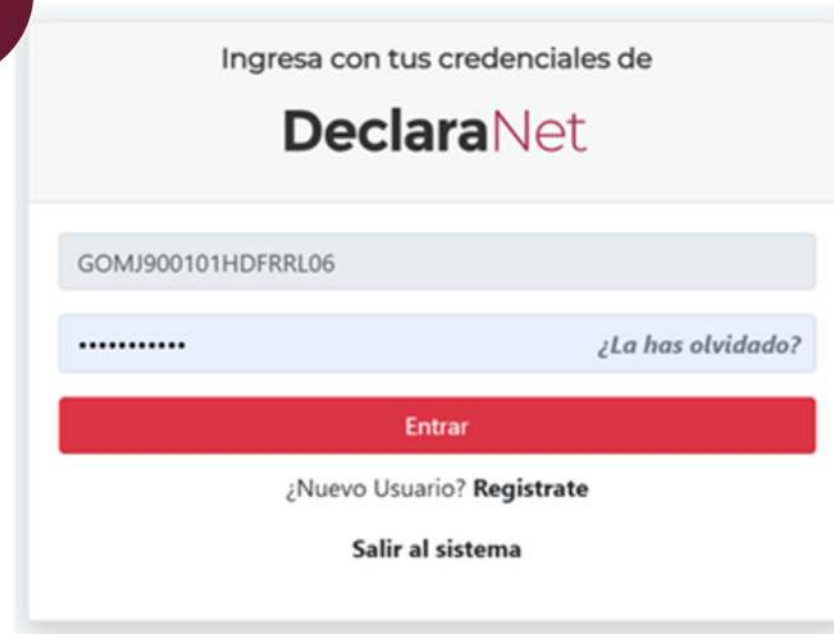 Ingresa con tus credenciales de
DeclaraNet
GOMJ900101HDFRRL06
••••••••••• ¿La has olvidado?
Entrar
¿Nuevo Usuario? Registrate
Salir al sistema